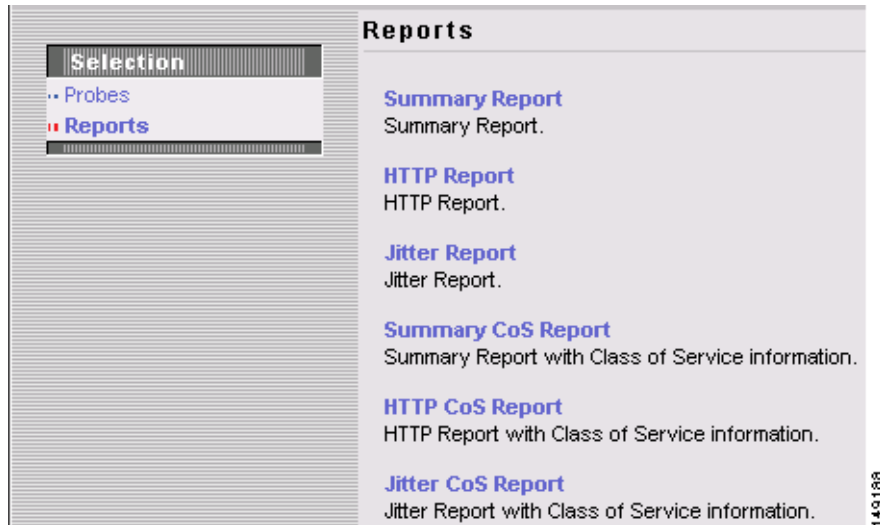 Selection
Probes
Reports
Reports
Summary Report
Summary Report.
HTTP Report
HTTP Report.
Jitter Report
Jitter Report.
Summary CoS Report
Summary Report with Class of Service information.
HTTP CoS Report
HTTP Report with Class of Service information.
Jitter CoS Report
Jitter Report with Class of Service information.